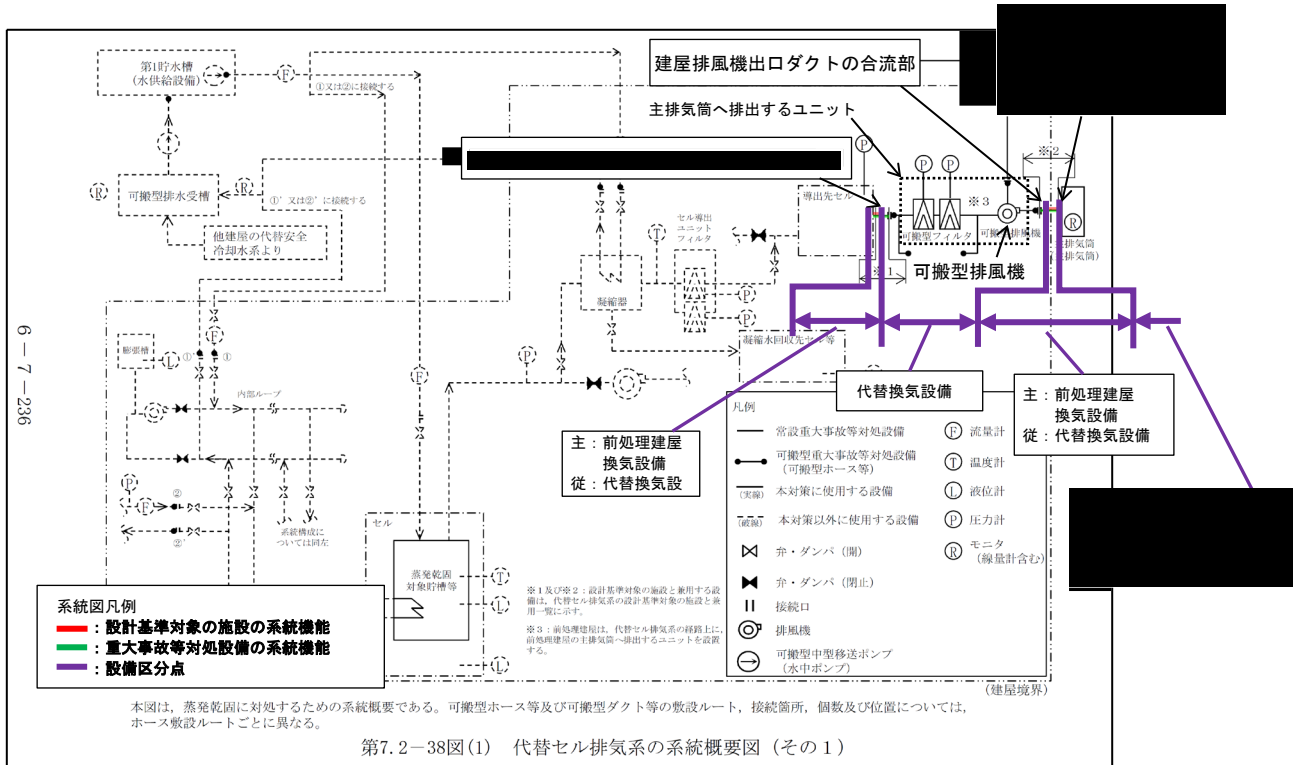 建屋排風機出口ダクトの合流部
主排気筒へ排出するユニット
第1貯水槽
(水供給設備)
F
①又は②に接続する
P
※2
P
P
R
可搬型排水受槽
R
①'又は②'に接続する
他建屋の代替安全
冷却水系より
セル導出
ユニット
フィルタ
T
導出先セル
※3
可搬型フィルタ
可搬型排風機
R
主排気筒
可搬型排風機
※1
凝縮器
P
P
凝縮水回収先セル等
F
膨張槽
L
①'
①
内部ループ
P
F
代替換気設備
主：前処理建屋
換気設備
従：代替換気設備
主：前処理建屋
換気設備
従：代替換気設
P
F
②
②'
系統構成に
ついては同左
セル
蒸発乾固
対象貯槽等
T
L
L
凡例
常設重大事故等対処設備
可搬型重大事故等対処設備
(可搬型ホース等)
(実線)
本対策に使用する設備
(破線)
本対策以外に使用する設備
弁・ダンパ（開）
弁・ダンパ（閉止）
接続口
排風機
可搬型中型移送ポンプ
（水中ポンプ）
F 流量計
T 温度計
L 液位計
P 圧力計
R モニタ
(線量計含む)
※1及び※2：設計基準対象の施設と兼用する設
備は，代替セル排気系の設計基準対象の施設と兼
用一覧に示す。
※3：前処理建屋は，代替セル排気系の経路上に，
前処理建屋の主排気筒へ排出するユニットを設置
する。
系統図凡例
：設計基準対象の施設の系統機能
：重大事故等対処設備の系統機能
：設備区分点
(建屋境界)
本図は，蒸発乾固に対処するための系統概要である。可搬型ホース等及び可搬型ダクト等の敷設ルート，接続箇所，個数及び位置については，
ホース敷設ルートごとに異なる。
第7.2－38図(1)　代替セル排気系の系統概要図（その１）
6－7－236